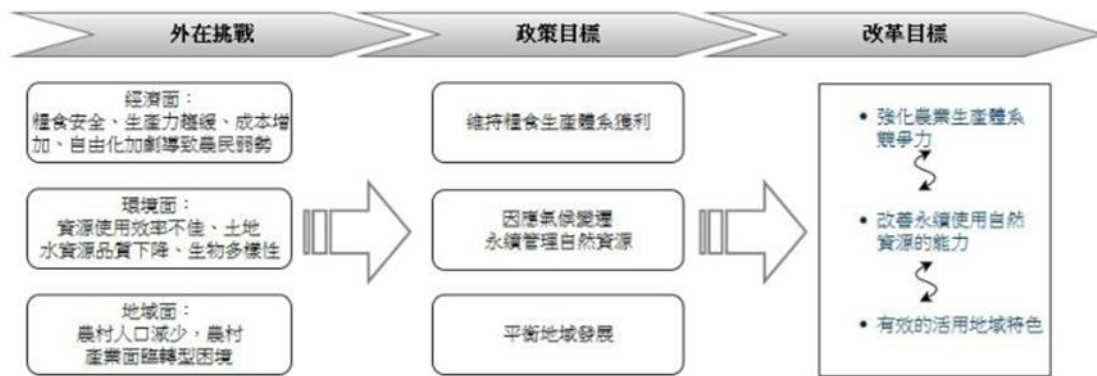 外在挑戰
政策目標
改革目標
經濟面：
糧食安全、生產力趨緩、成本增
加、自由化加劇導致農民弱勢
維持糧食生產體系獲利
• 強化農業生產體系
競爭力
環境面：
資源使用效率不佳、土地
水資源品質下降、生物多樣性
因應氣候變遷
永續管理自然資源
• 改善永續使用自然
資源的能力
地域面：
農村人口減少，農村
產業面臨轉型困境
平衡地域發展
• 有效的活用地域特色